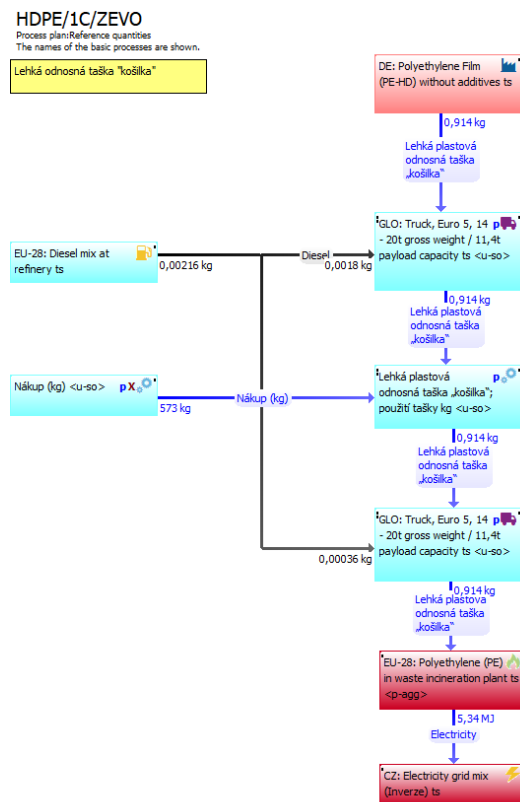 HDPE/1C/ZEVO
Process plan:Reference quantities
The names of the basic processes are shown.
Lehká odnosná taška "košilka"
DE: Polyethylene Film
(PE-HD) without additives ts
0,914 kg
Lehká plastová
odnosná taška
„košilka“
GLO: Truck, Euro 5, 14 p
- 20t gross weight / 11,4t
payload capacity ts <u-so>
EU-28: Diesel mix at
refinery ts
0,00216 kg
Diesel
0,0018 kg
0,914 kg
Lehká plastová
odnosná taška
„košilka“
Nákup (kg) <u-so> p X
573 kg
Nákup (kg)
Lehká plastová p
odnosná taška „košilka“;
použití tašky kg <u-so>
0,914 kg
Lehká plastová
odnosná taška
„košilka“
GLO: Truck, Euro 5, 14 p
- 20t gross weight / 11,4t
payload capacity ts <u-so>
0,00036 kg
0,914 kg
Lehká plastová
odnosná taška
„košilka“
EU-28: Polyethylene (PE)
in waste incineration plant ts
<p-agg>
5,34 MJ
Electricity
CZ: Electricity grid mix
(Inverze) ts